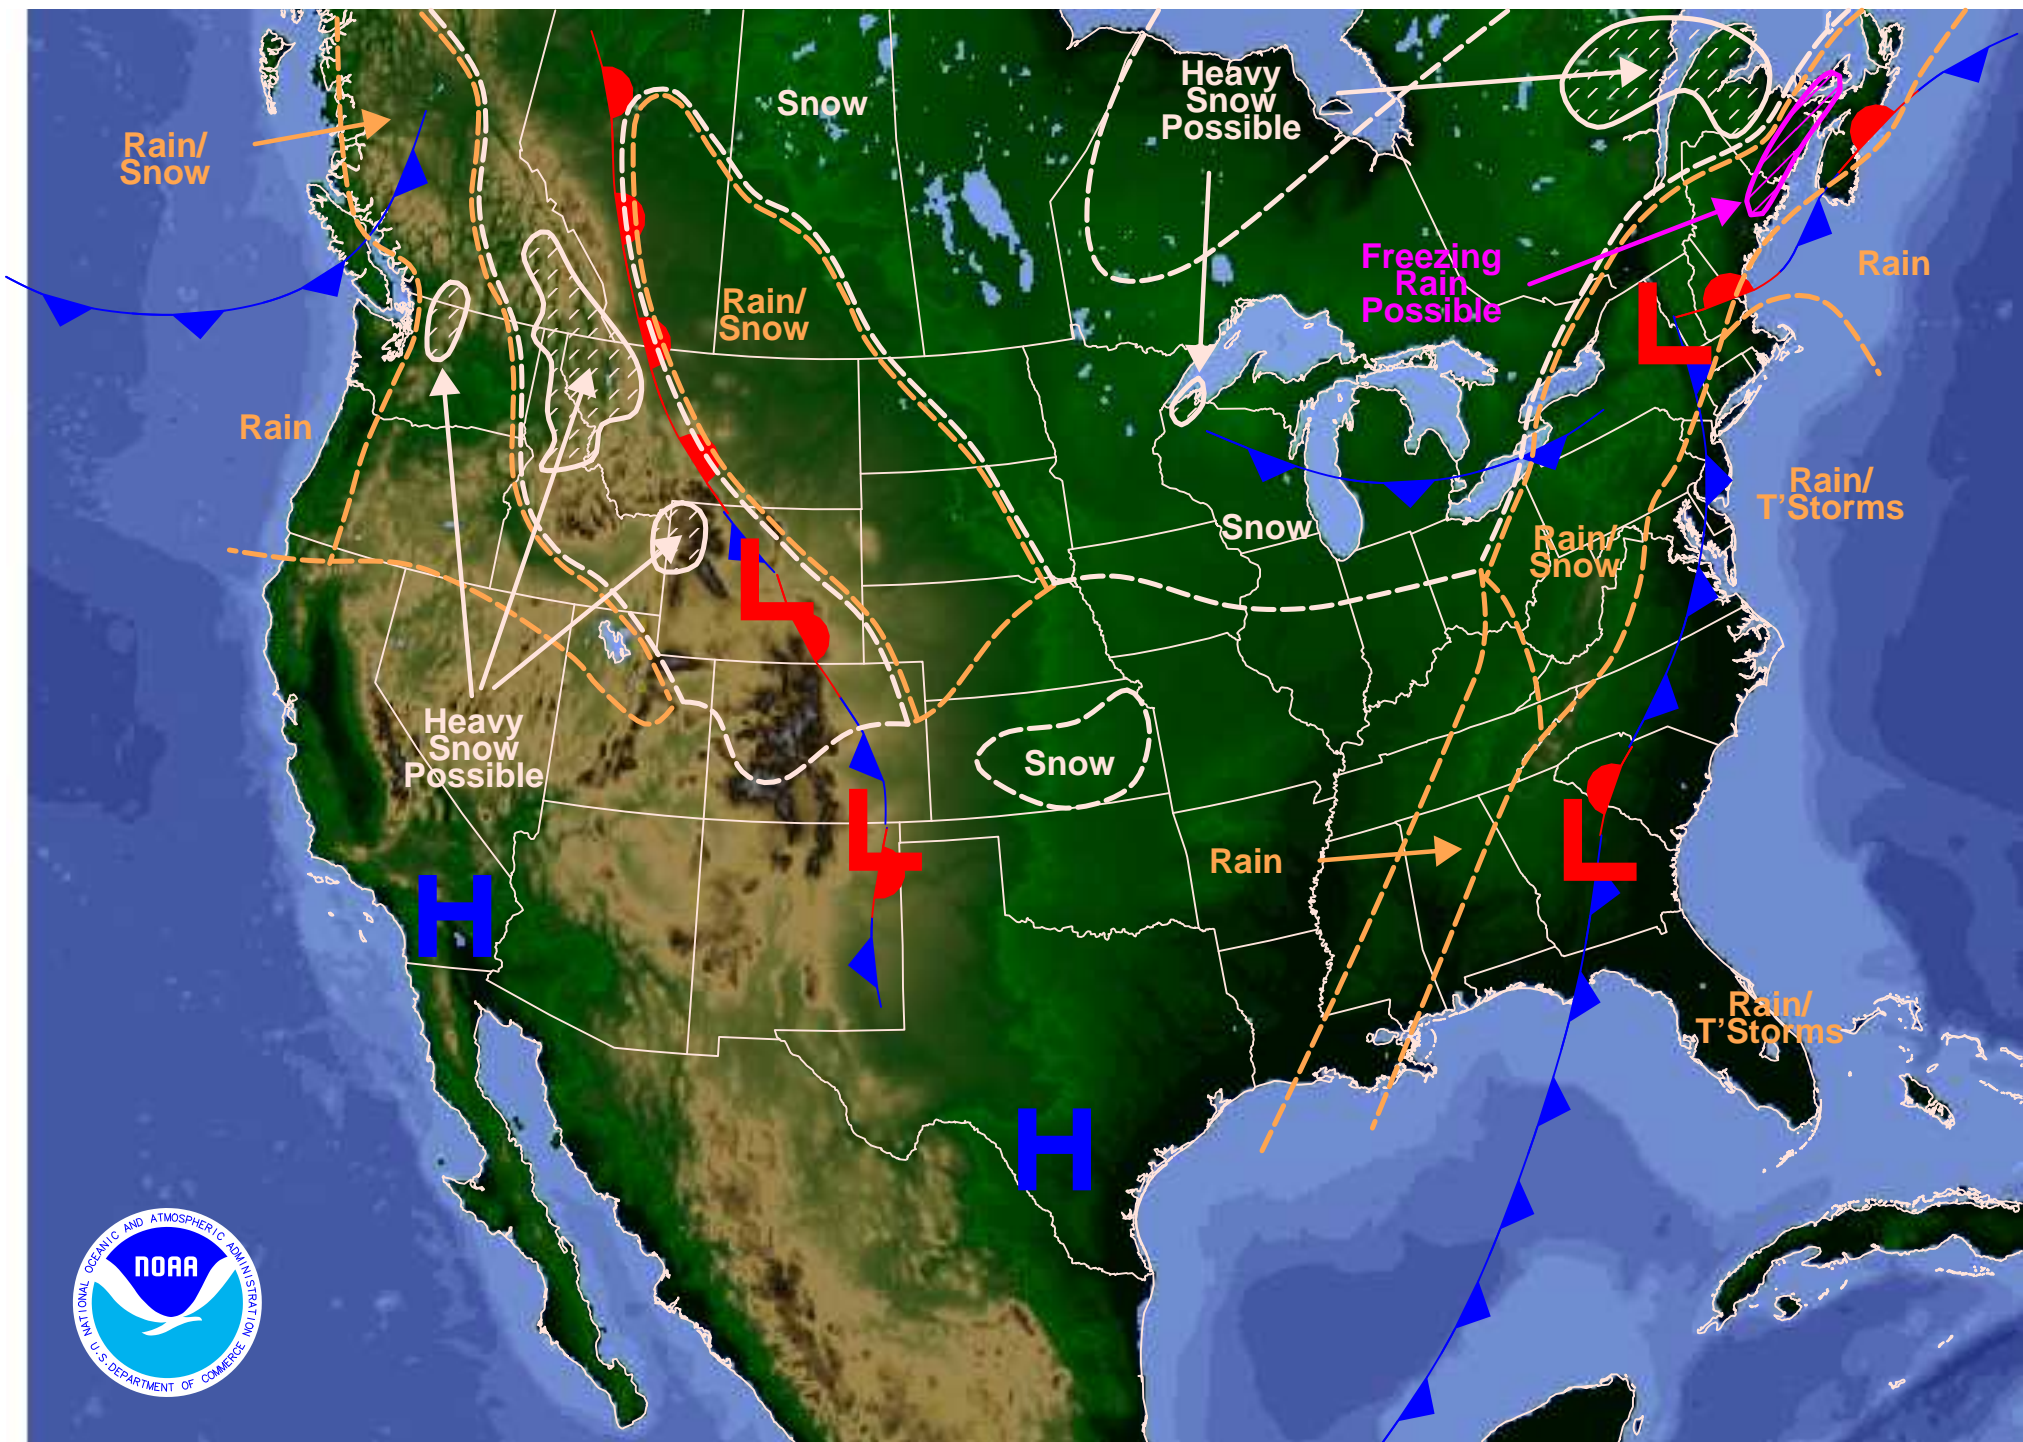 Heavy
Snow
Possible
Snow
Rain/
Snow
Freezing
Rain
Possible
Rain
Rain/
Snow
Rain
Rain/
T'Storms
Snow
Rain/
Snow
Heavy
Snow
Possible
Snow
L
L
L
L
Rain
H
Rain/
T'Storms
H
NATIONAL OCEANIC AND ATMOSPHERIC ADMINISTRATION
NOAA
U.S. DEPARTMENT OF COMMERCE